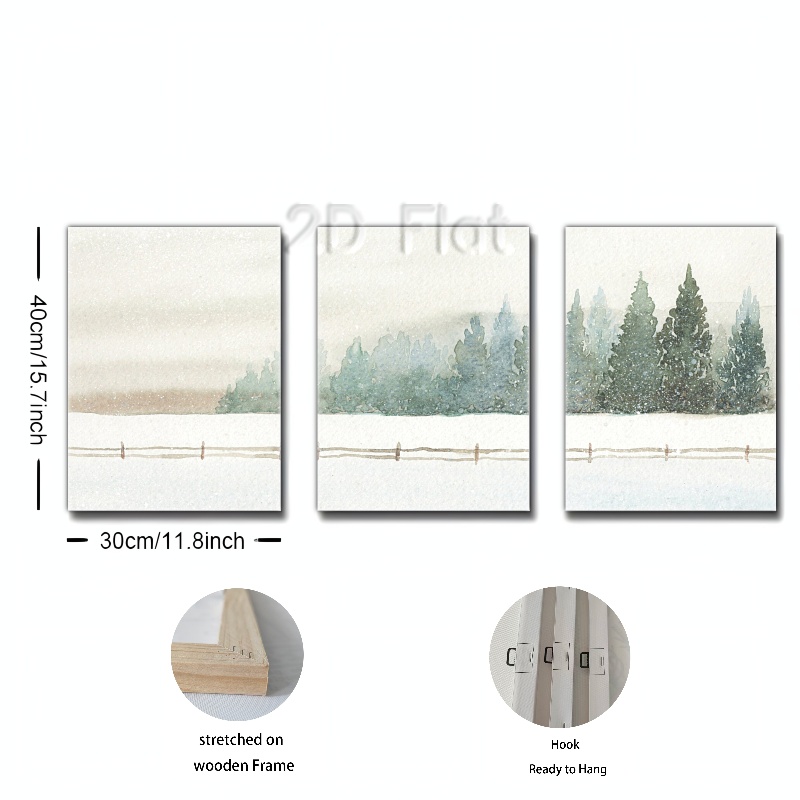 2D Flat
40cm/15.7inch
30cm/11.8inch
stretched on
wooden Frame
Hook
Ready to Hang